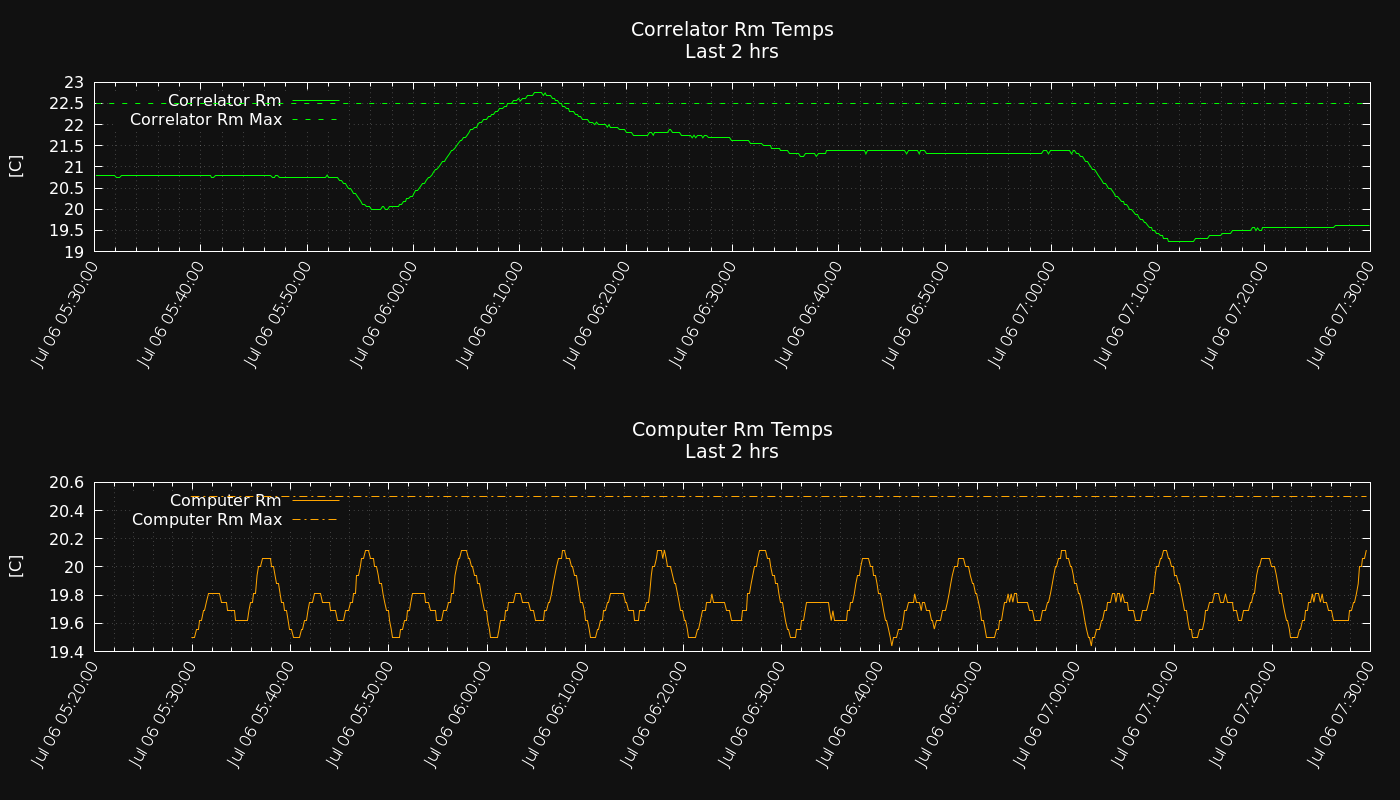 Correlator Rm Temps
Last 2 hrs
23
22.5
22
21.5
21
20.5
20
19.5
19
[C]
Correlator Rm
Correlator Rm Max
Jul 06 05:30:00
Jul 06 05:40:00
Jul 06 05:50:00
Jul 06 06:00:00
Jul 06 06:10:00
Jul 06 06:20:00
Jul 06 06:30:00
Jul 06 06:40:00
Jul 06 06:50:00
Jul 06 07:00:00
Jul 06 07:10:00
Jul 06 07:20:00
Jul 06 07:30:00
Computer Rm Temps
Last 2 hrs
20.6
20.4
20.2
20
19.8
19.6
19.4
[C]
Computer Rm
Computer Rm Max
Jul 06 05:20:00
Jul 06 05:30:00
Jul 06 05:40:00
Jul 06 05:50:00
Jul 06 06:00:00
Jul 06 06:10:00
Jul 06 06:20:00
Jul 06 06:30:00
Jul 06 06:40:00
Jul 06 06:50:00
Jul 06 07:00:00
Jul 06 07:10:00
Jul 06 07:20:00
Jul 06 07:30:00